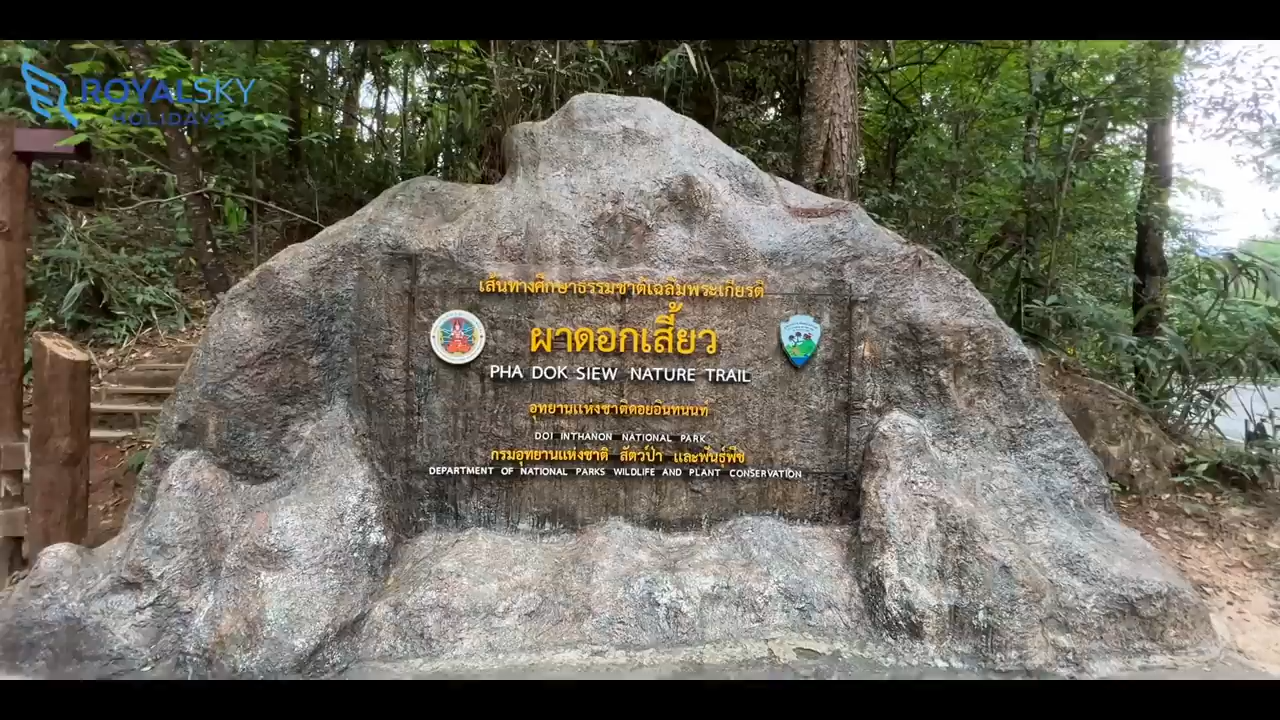 ROYALSKY
HOLIDAYS
เส้นทางศึกษาธรรมชาติเฉลิมพระเกียรติ
ผาดอกเสี้ยว
PHA DOK SIEW NATURE TRAIL
อุทยานแห่งชาติดอยอินทนนท์
DOI INTHANON NATIONAL PARK
กรมอุทยานแห่งชาติ สัตว์ป่า และพันธุ์พืช
DEPARTMENT OF NATIONAL PARKS WILDLIFE AND PLANT CONSERVATION